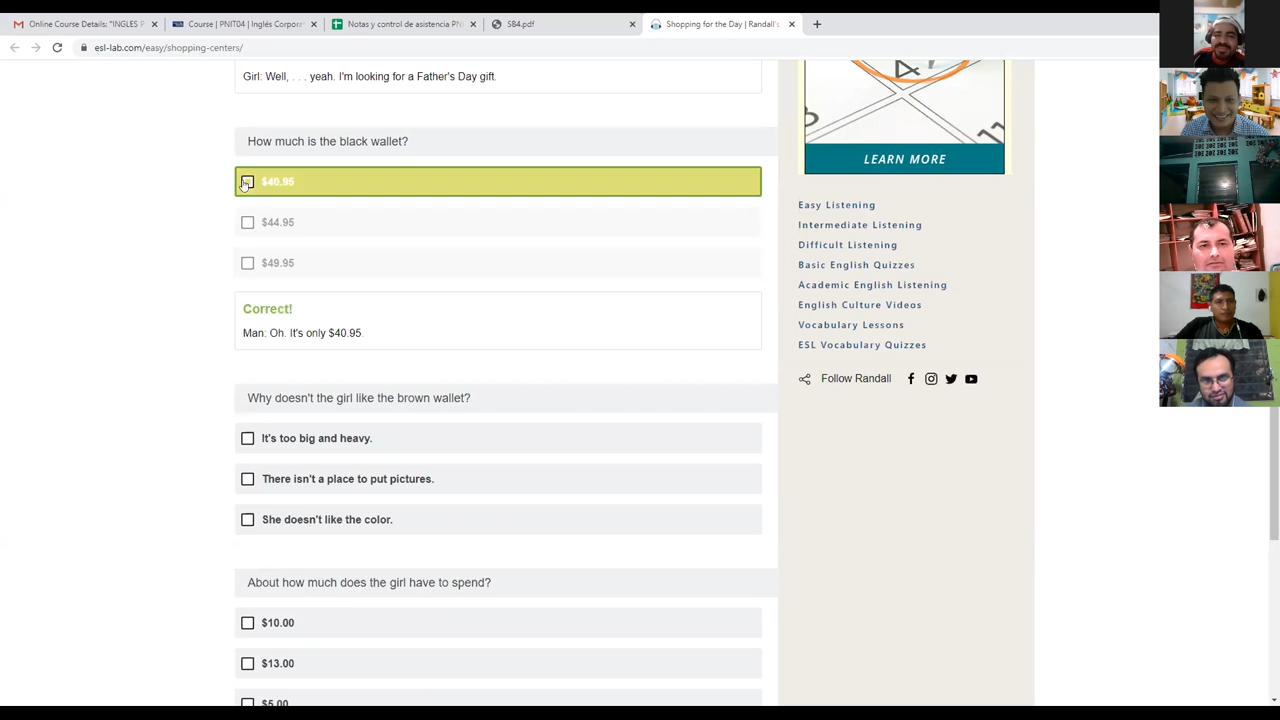 Online Course Details: "INGLES P
Course | PNIT04 | Inglés Corpora
Notas y control de asistencia PN
SB4.pdf
Shopping for the Day | Randall's
esl-lab.com/easy/shopping-centers/
Girl: Well, . . . yeah. I'm looking for a Father's Day gift.
How much is the black wallet?
$40.95
$44.95
$49.95
Correct!
Man: Oh. It's only $40.95.
Why doesn't the girl like the brown wallet?
It's too big and heavy.
There isn't a place to put pictures.
She doesn't like the color.
About how much does the girl have to spend?
$10.00
$13.00
$5.00
LEARN MORE
Easy Listening
Intermediate Listening
Difficult Listening
Basic English Quizzes
Academic English Listening
English Culture Videos
Vocabulary Lessons
ESL Vocabulary Quizzes
Follow Randall